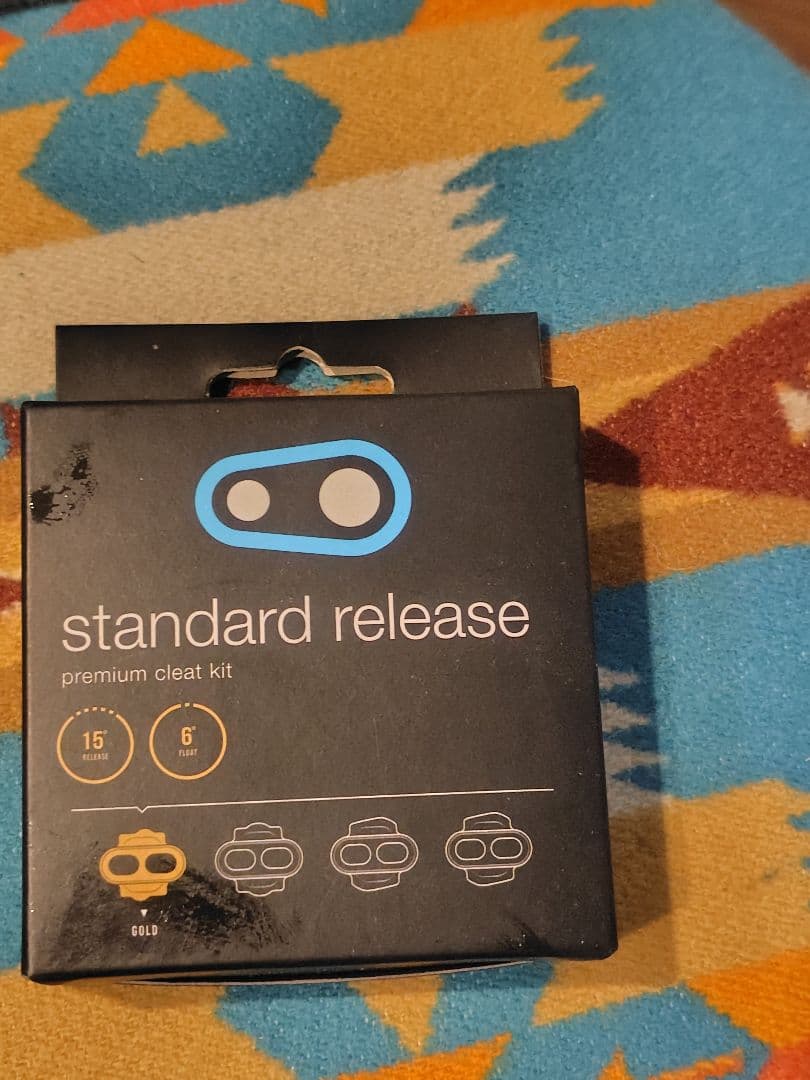 standard release
premium cleat kit
15° 6°
RELEASE FLOAT
GOLD